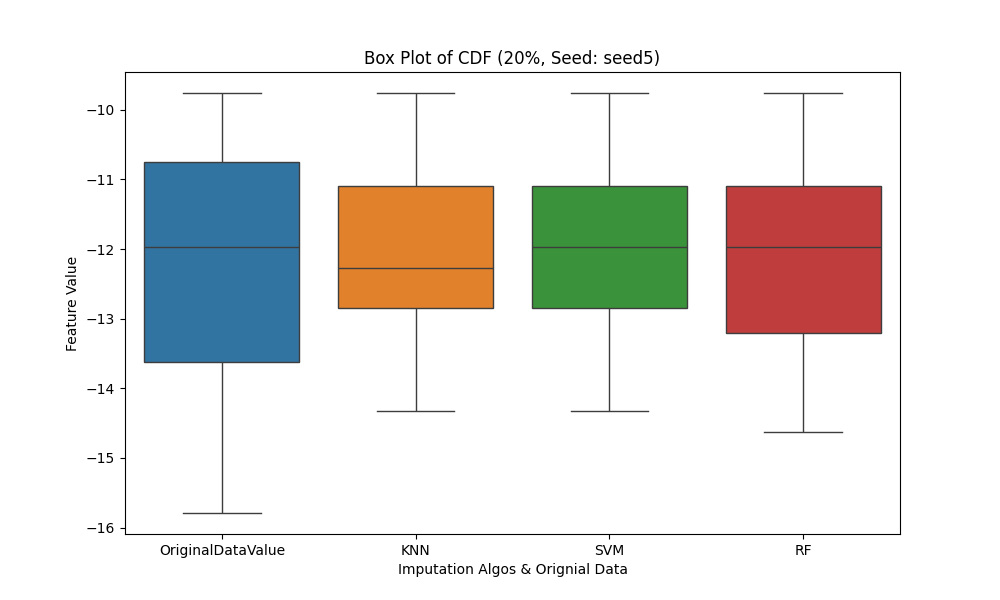 Box Plot of CDF (20%, Seed: seed5)
−10
−11
−12
−13
−14
−15
−16
Feature Value
OriginalDataValue KNN SVM RF
Imputation Algos & Orignial Data